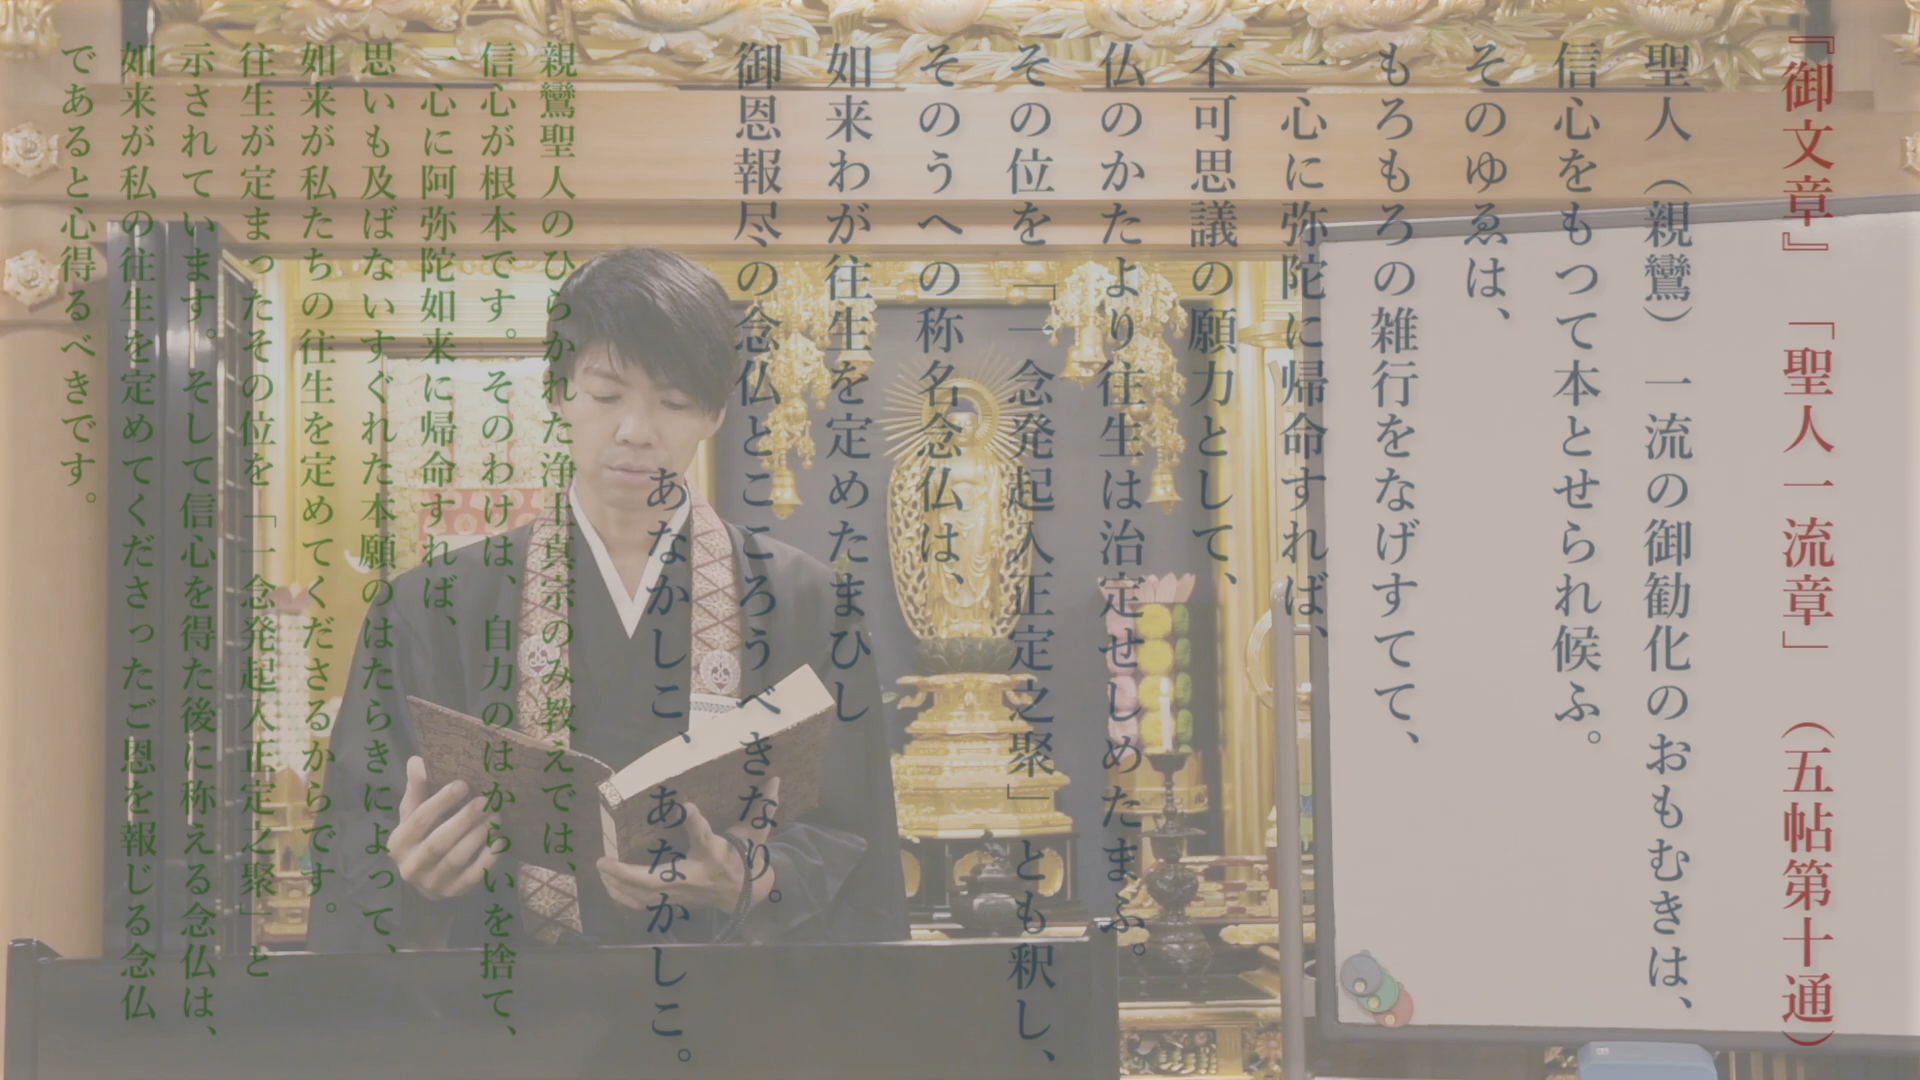 『御文章』「聖人一流章」（五帖第十通）
聖人（親鸞）一流の御勧化のおもむきは、
信心をもつて本とせられ候ふ。
そのゆゑは、
もろもろの雑行をなげすてて、
一心に弥陀に帰命すれば、
不可思議の願力として、
仏のかたより往生は治定せしめたまふ。
その位を「一念発起入正定之聚」とも釈し、
そのうへの称名念仏は、
如来わが往生を定めたまひし
御恩報尽の念仏とこころうべきなり。
あなかしこ、あなかしこ。
親鸞聖人のひらかれた浄土真宗のみ教えでは、
信心が根本です。そのわけは、自力のはからいを捨て、
一心に阿弥陀如来に帰命すれば、
思いも及ばないすぐれた本願のはたらきによって、
如来が私たちの往生を定めてくださるからです。
往生が定まったその位を「一念発起入正定之聚」と
示されています。そして信心を得た後に称える念仏は、
如来が私の往生を定めてくださったご恩を報じる念仏
であると心得るべきです。